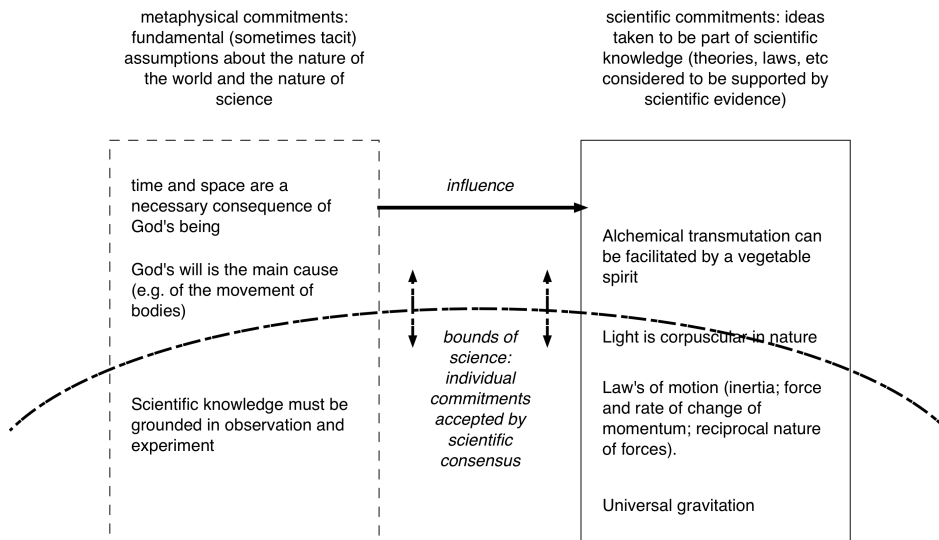 metaphysical commitments:
fundamental (sometimes tacit)
assumptions about the nature of
the world and the nature of
science
scientific commitments: ideas
taken to be part of scientific
knowledge (theories, laws, etc
considered to be supported by
scientific evidence)
time and space are a
necessary consequence of
God's being
God's will is the main cause
(e.g. of the movement of
bodies)
Scientific knowledge must be
grounded in observation and
experiment
influence
bounds of
science:
individual
commitments
accepted by
scientific
consensus
Alchemical transmutation can
be facilitated by a vegetable
spirit
Light is corpuscular in nature
Law's of motion (inertia; force
and rate of change of
momentum; reciprocal nature
of forces).
Universal gravitation